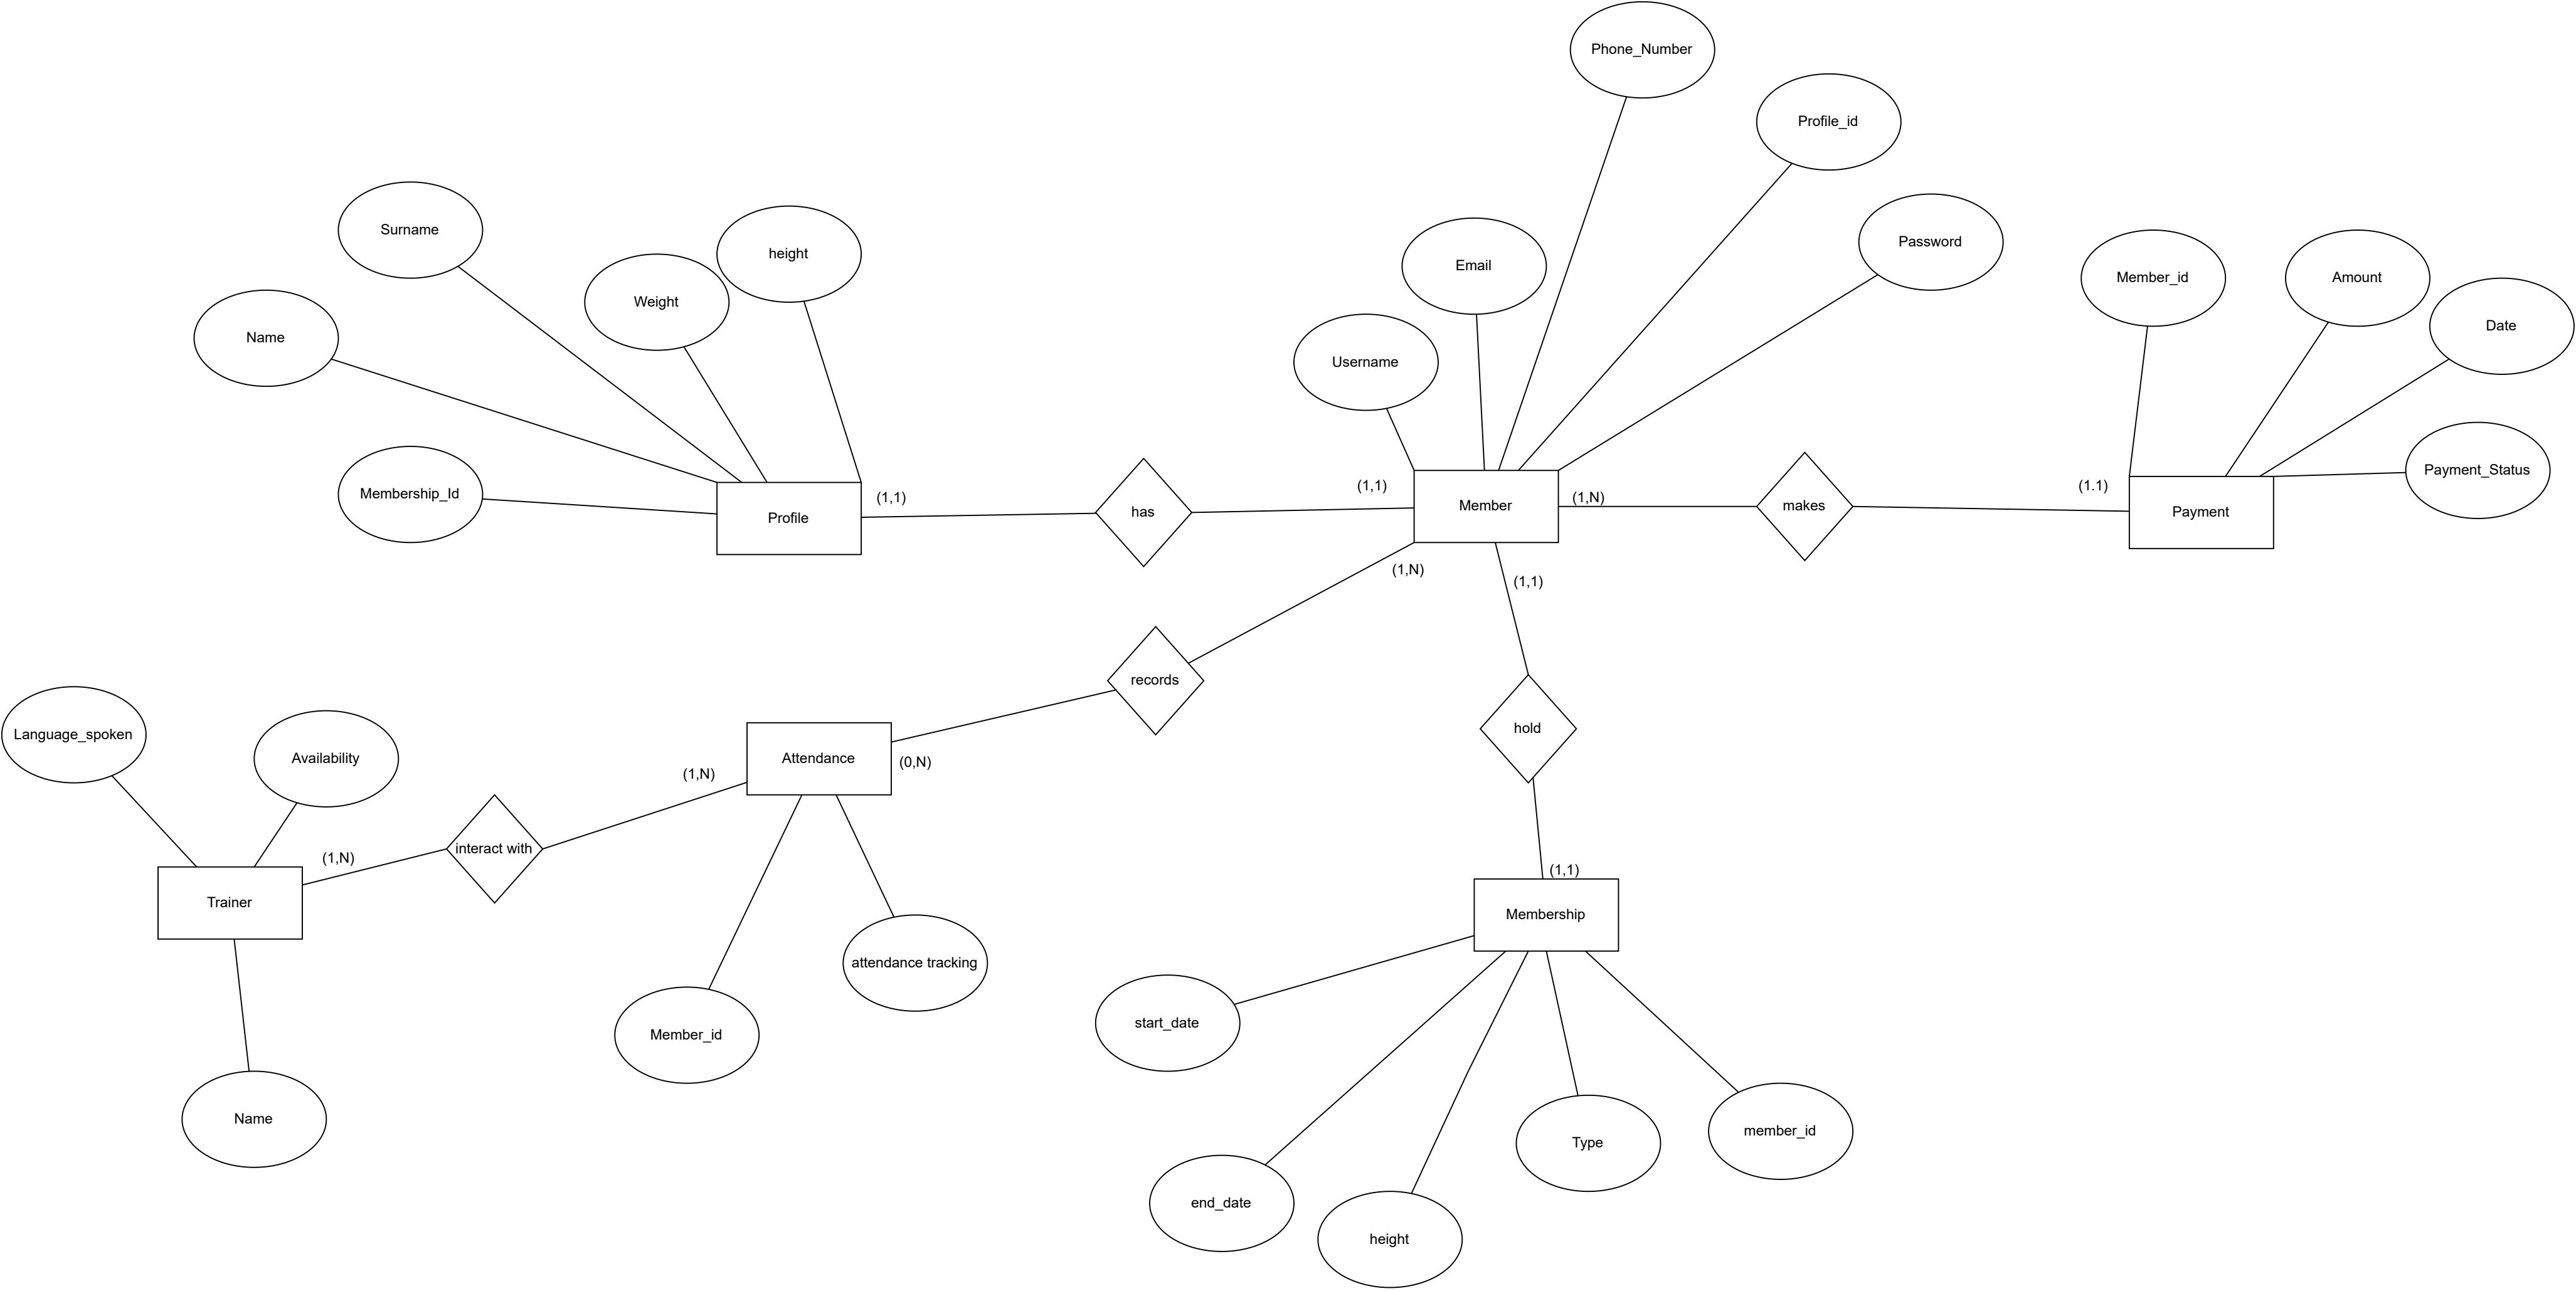 Phone_Number
Profile_id
Surname
Password
height
Email
Member_id
Amount
Weight
Date
Name
Username
Payment_Status
Membership_Id
(1,1)
(1,1)
(1,N)
(1.1)
Profile
has
Member
makes
Payment
(1,N)
(1,1)
records
hold
Language_spoken
Availability
Attendance
(0,N)
(1,N)
(1,N)
interact with
(1,1)
Trainer
Membership
attendance tracking
start_date
Member_id
Name
Type
member_id
end_date
height